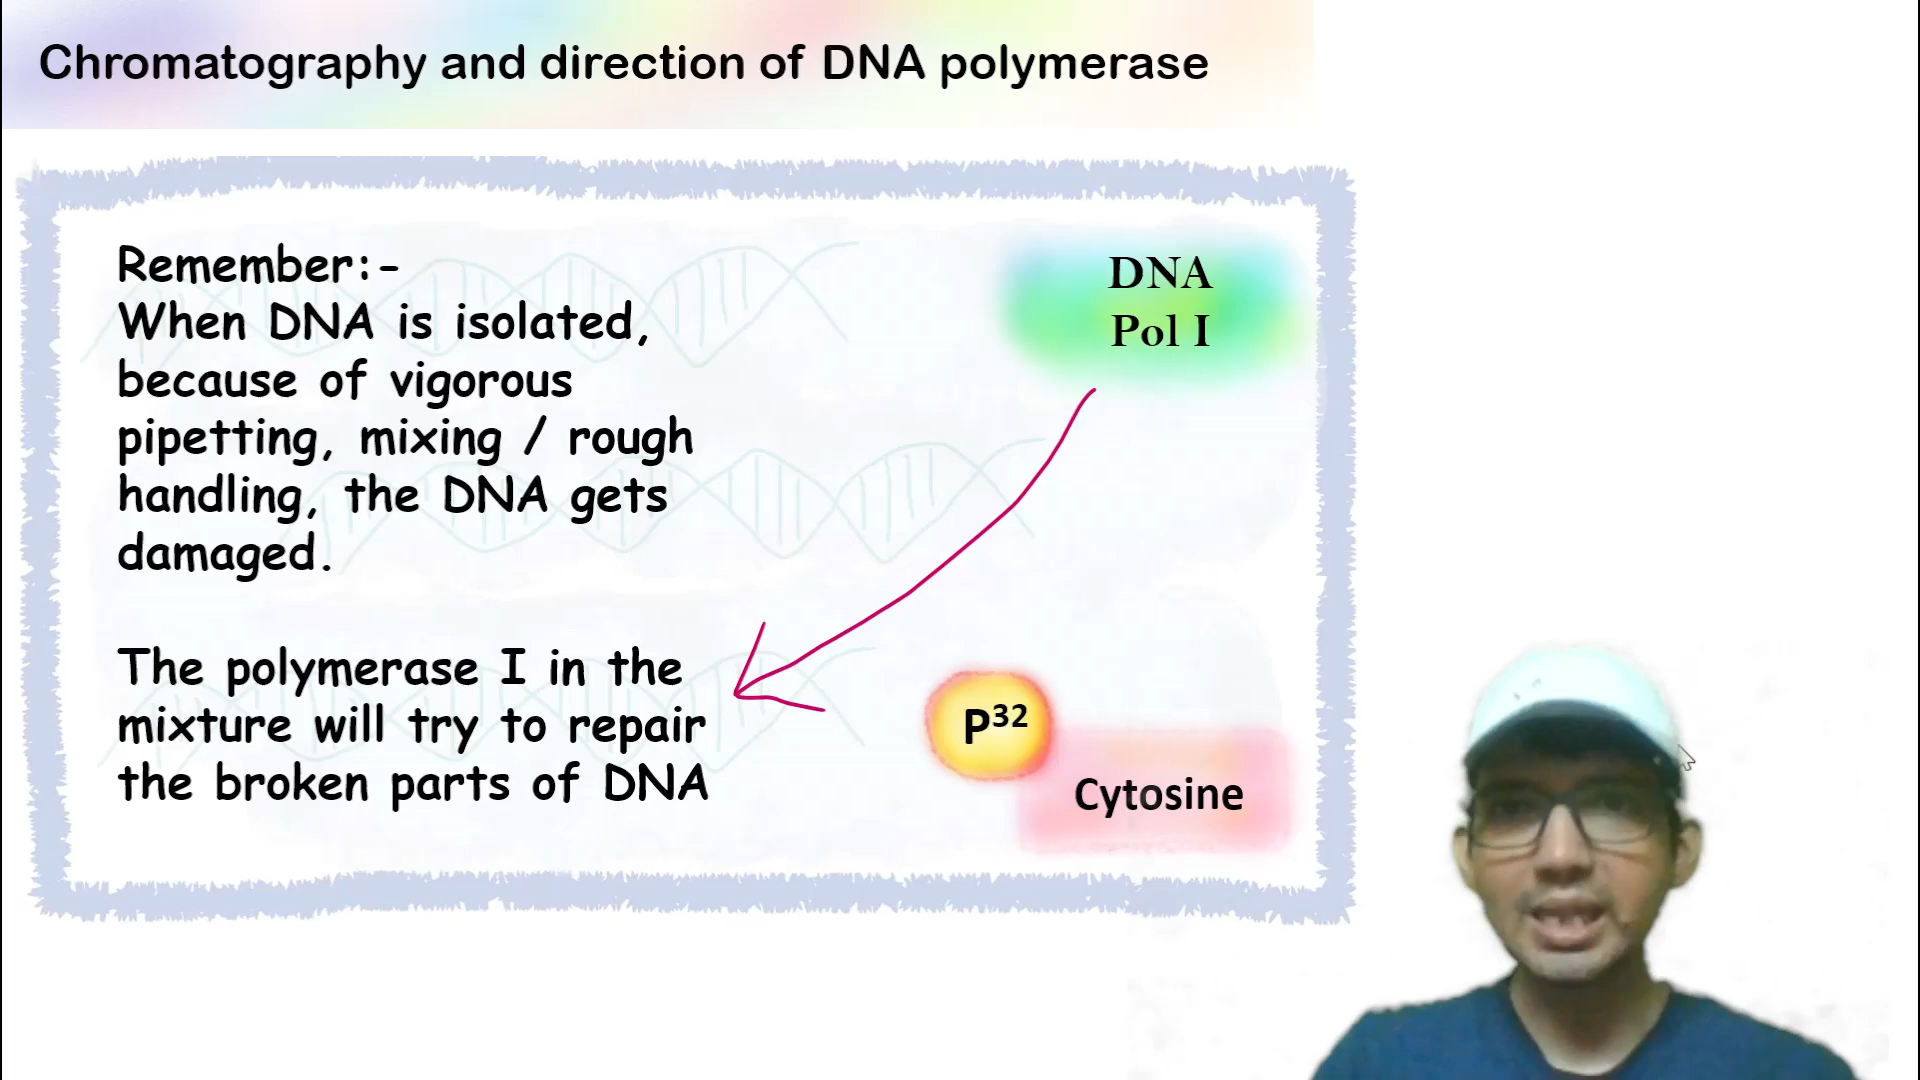 Chromatography and direction of DNA polymerase
Remember:-
When DNA is isolated,
because of vigorous
pipetting, mixing / rough
handling, the DNA gets
damaged.
The polymerase I in the
mixture will try to repair
the broken parts of DNA
DNA
Pol I
P³²
Cytosine